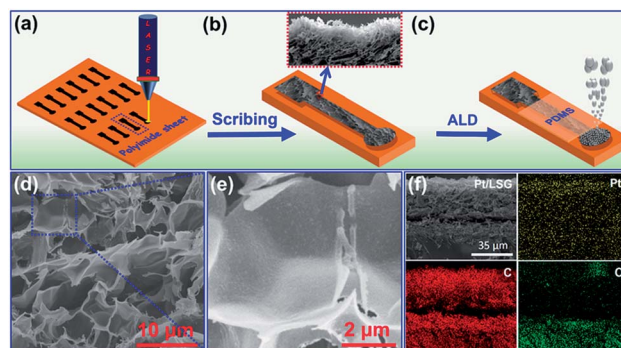 (a)
LASER
Polyimide sheet
Scribing
(b)
ALD
(c)
PDMS
(d)
10 μm
(e)
2 μm
(f)
Pt/LSG
35 μm
Pt
C